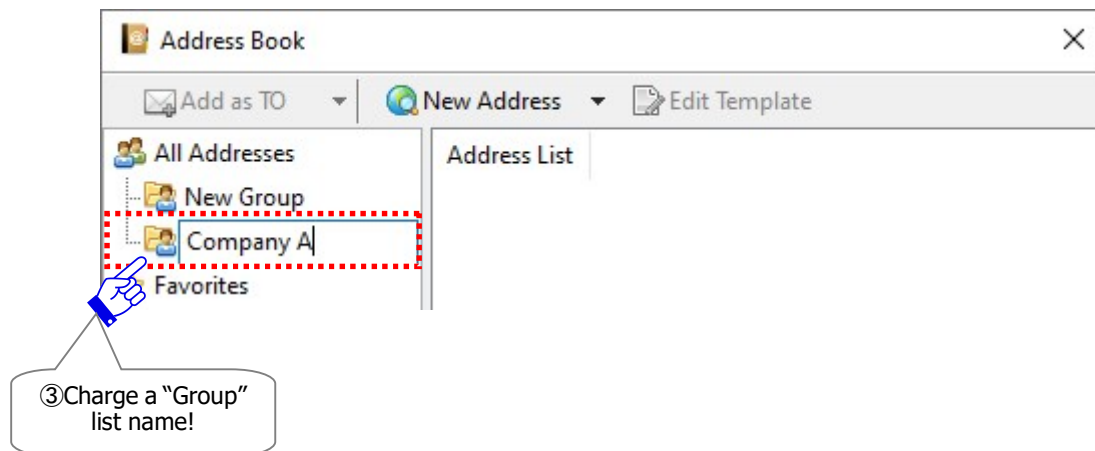 Address Book
Add as TO New Address Edit Template
All Addresses Address List
New Group
Company A
Favorites
③Charge a “Group”
list name!